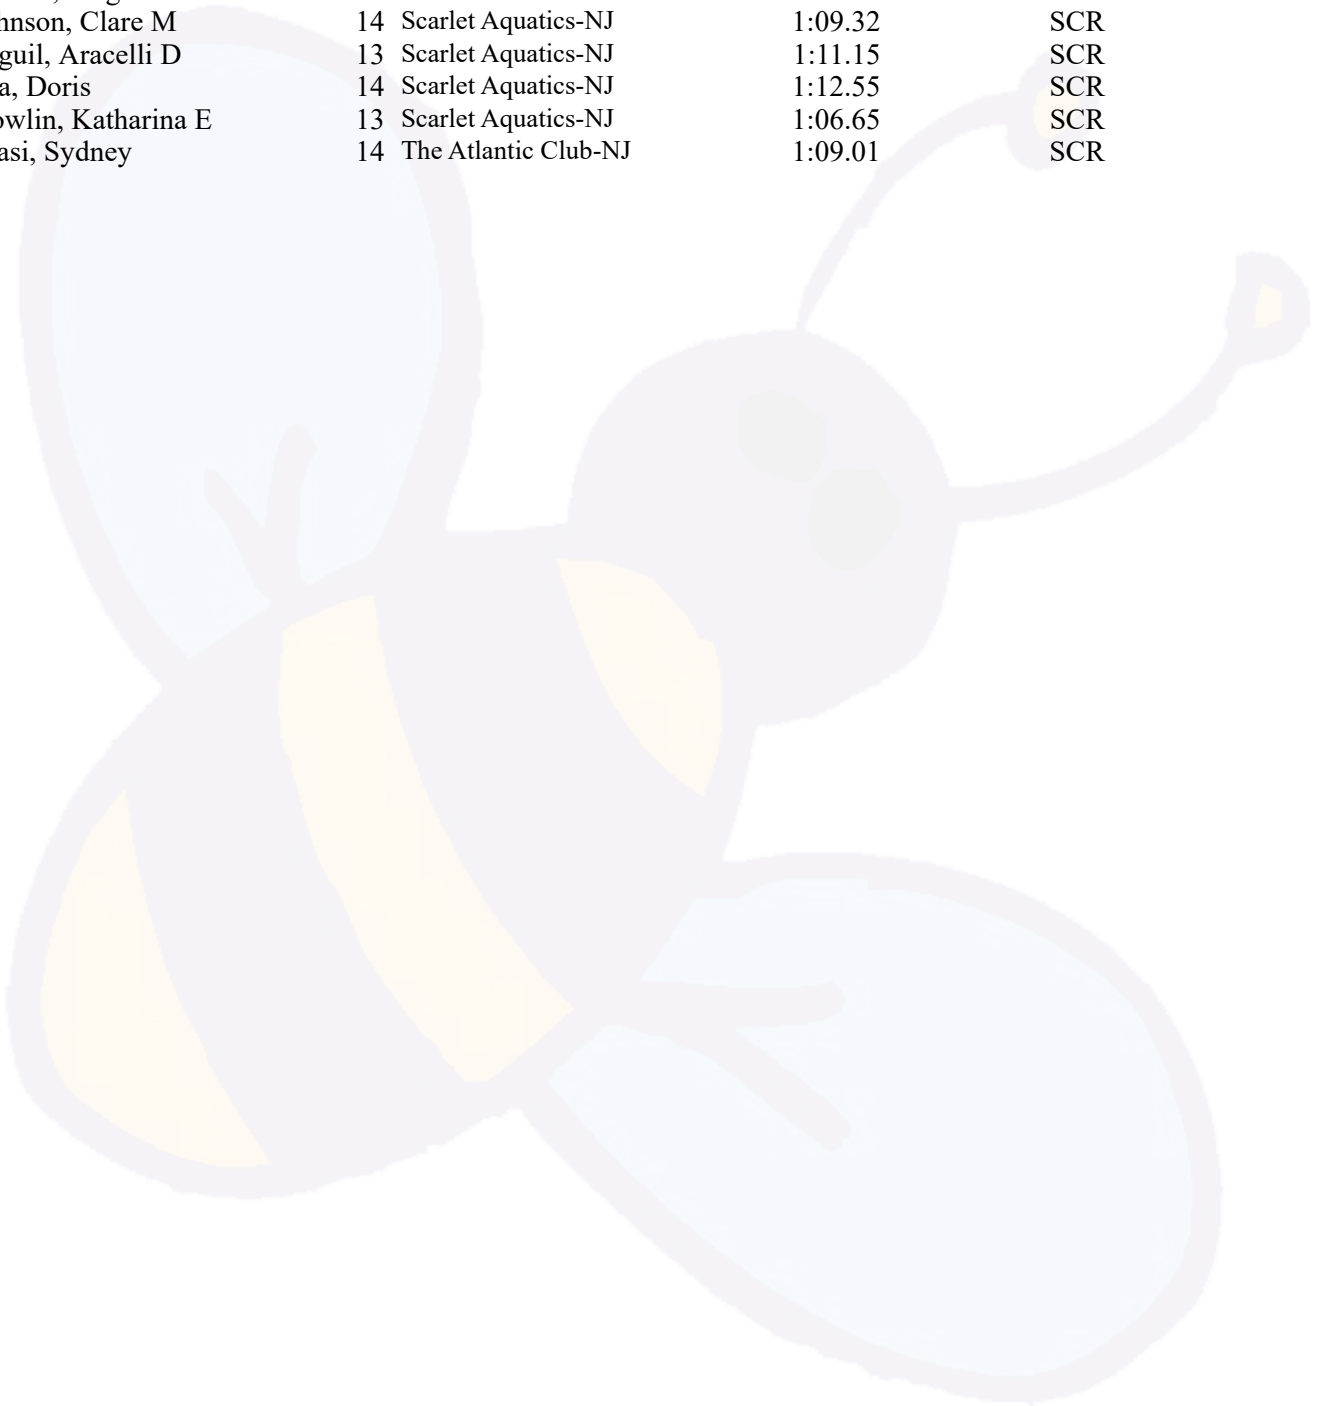 hnson, Clare M 14 Scarlet Aquatics-NJ 1:09.32 SCR
guil, Aracelli D 13 Scarlet Aquatics-NJ 1:11.15 SCR
a, Doris 14 Scarlet Aquatics-NJ 1:12.55 SCR
owlin, Katharina E 13 Scarlet Aquatics-NJ 1:06.65 SCR
asi, Sydney 14 The Atlantic Club-NJ 1:09.01 SCR